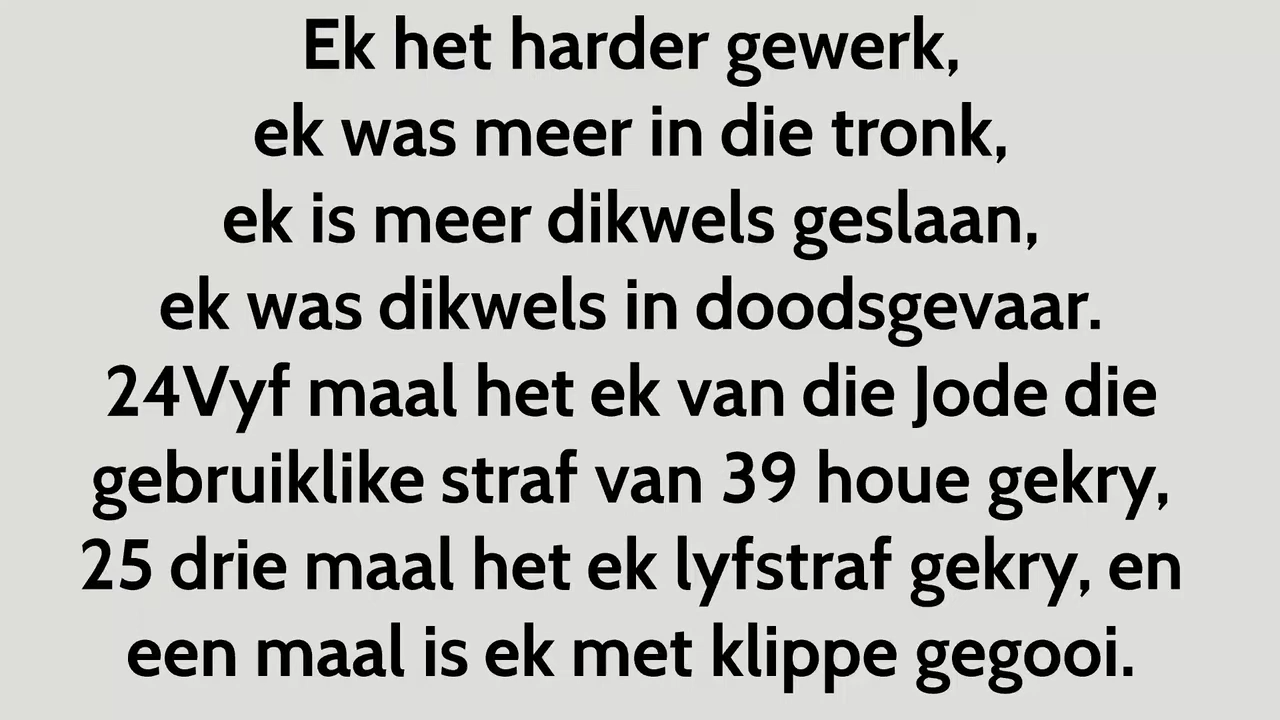 Ek het harder gewerk,
ek was meer in die tronk,
ek is meer dikwels geslaan,
ek was dikwels in doodsgevaar.
24Vyf maal het ek van die Jode die
gebruiklike straf van 39 houe gekry,
25 drie maal het ek lyfstraf gekry, en
een maal is ek met klippe gegooi.